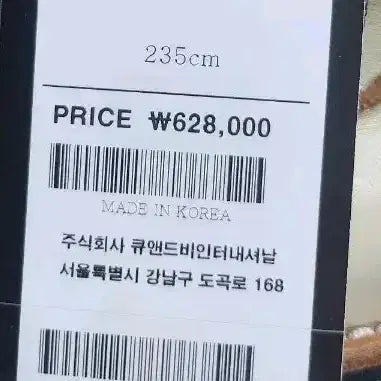 235cm
PRICE ₩628,000
MADE IN KOREA
주식회사 큐앤드비인터내셔날
서울특별시 강남구 도곡로 168